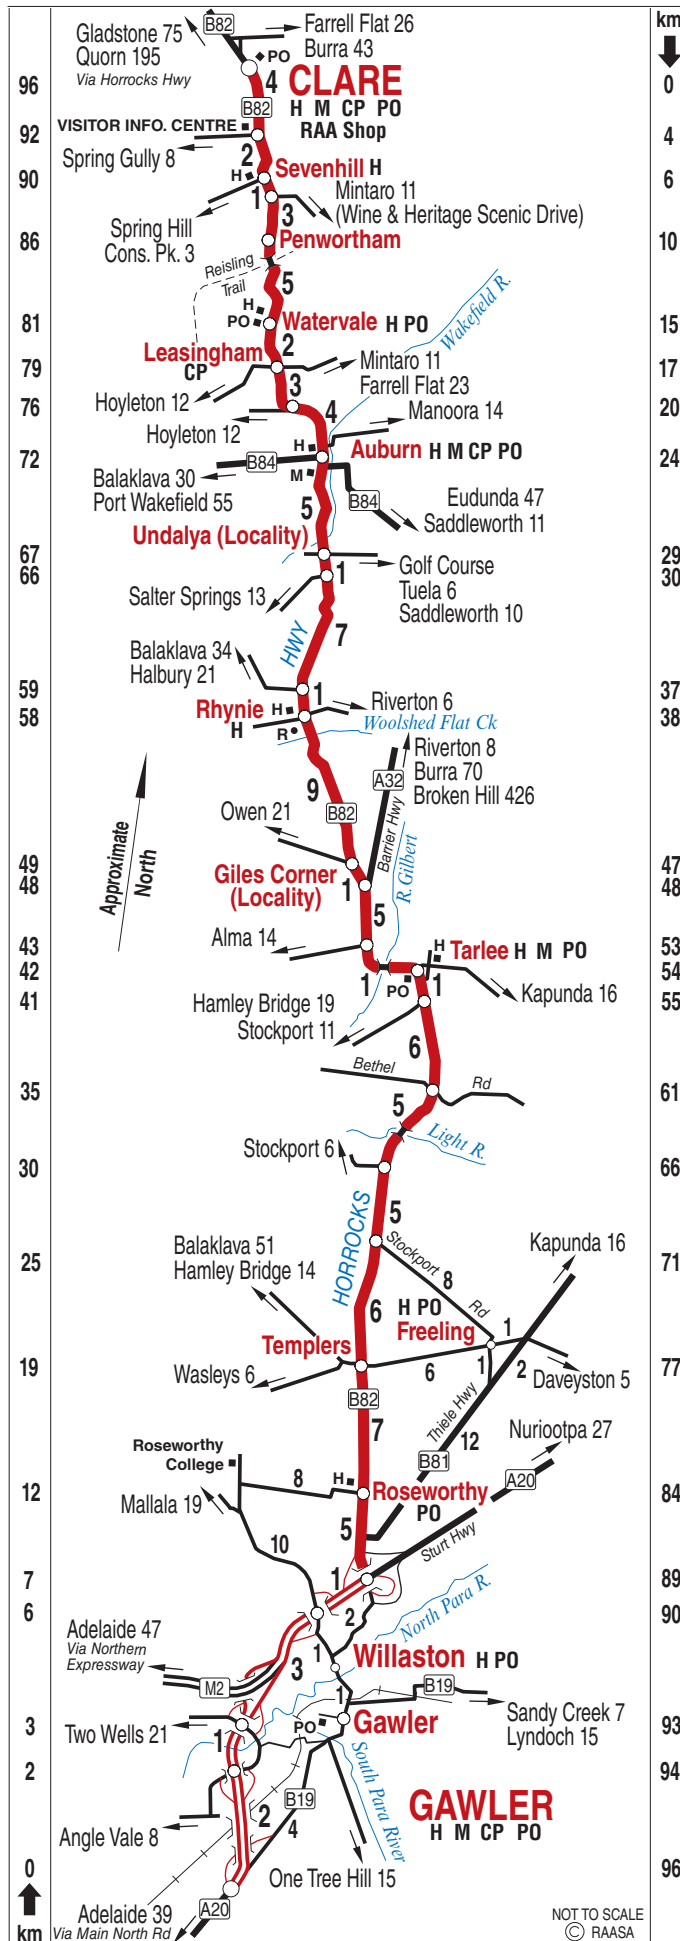 km
B82
Gladstone 75
Quorn 195
Via Horrocks Hwy
Farrell Flat 26
Burra 43
PO
96
4
CLARE
0
B82
H M CP PO
RAA Shop
92
VISITOR INFO. CENTRE
4
Spring Gully 8
2
90
H
Sevenhill H
6
1
3
Mintaro 11
(Wine & Heritage Scenic Drive)
Spring Hill
Cons. Pk. 3
86
Penwortham
10
Reisling
Trail
5
Wakefield R.
H
PO
81
Watervale H PO
15
2
Leasingham
79
CP
17
3
Mintaro 11
Farrell Flat 23
Hoyleton 12
76
4
Manoora 14
20
Hoyleton 12
H
72
Auburn H M CP PO
24
B84
M
Balaklava 30
Port Wakefield 55
B84
Eudunda 47
Saddleworth 11
5
Undalya (Locality)
67
29
66
1
30
Golf Course
Tuela 6
Saddleworth 10
Salter Springs 13
7
HWY
Balaklava 34
Halbury 21
59
1
37
Rhynie
H
Riverton 6
58
H
38
R
Woolshed Flat Ck
Riverton 8
Burra 70
Broken Hill 426
A32
9
Barrier Hwy
B82
Owen 21
Approximate
North
R. Gilbert
49
47
Giles Corner
(Locality)
48
1
48
5
Alma 14
43
53
H
Tarlee H M PO
42
1
PO
1
54
41
Kapunda 16
55
Hamley Bridge 19
Stockport 11
6
Bethel
Rd
35
61
5
Light R.
Stockport 6
30
66
HORROCKS
5
Stockport
Rd
8
Kapunda 16
Balaklava 51
Hamley Bridge 14
25
71
6
H PO
Freeling
1
Templers
19
6
1
2
77
Wasleys 6
Daveyston 5
B82
7
Thiele Hwy
12
Nuriootpa 27
Roseworthy
College
B81
A20
8
H
12
Roseworthy
PO
84
Mallala 19
5
10
Sturt Hwy
7
1
89
6
2
90
North Para R.
Adelaide 47
Via Northern
Expressway
1
Willaston H PO
3
M2
B19
1
Sandy Creek 7
Lyndoch 15
3
Two Wells 21
PO
Gawler
93
1
2
94
South Para River
B19
GAWLER
H M CP PO
2
4
Angle Vale 8
0
One Tree Hill 15
96
Adelaide 39
Via Main North Rd
A20
km
NOT TO SCALE
© RAASA